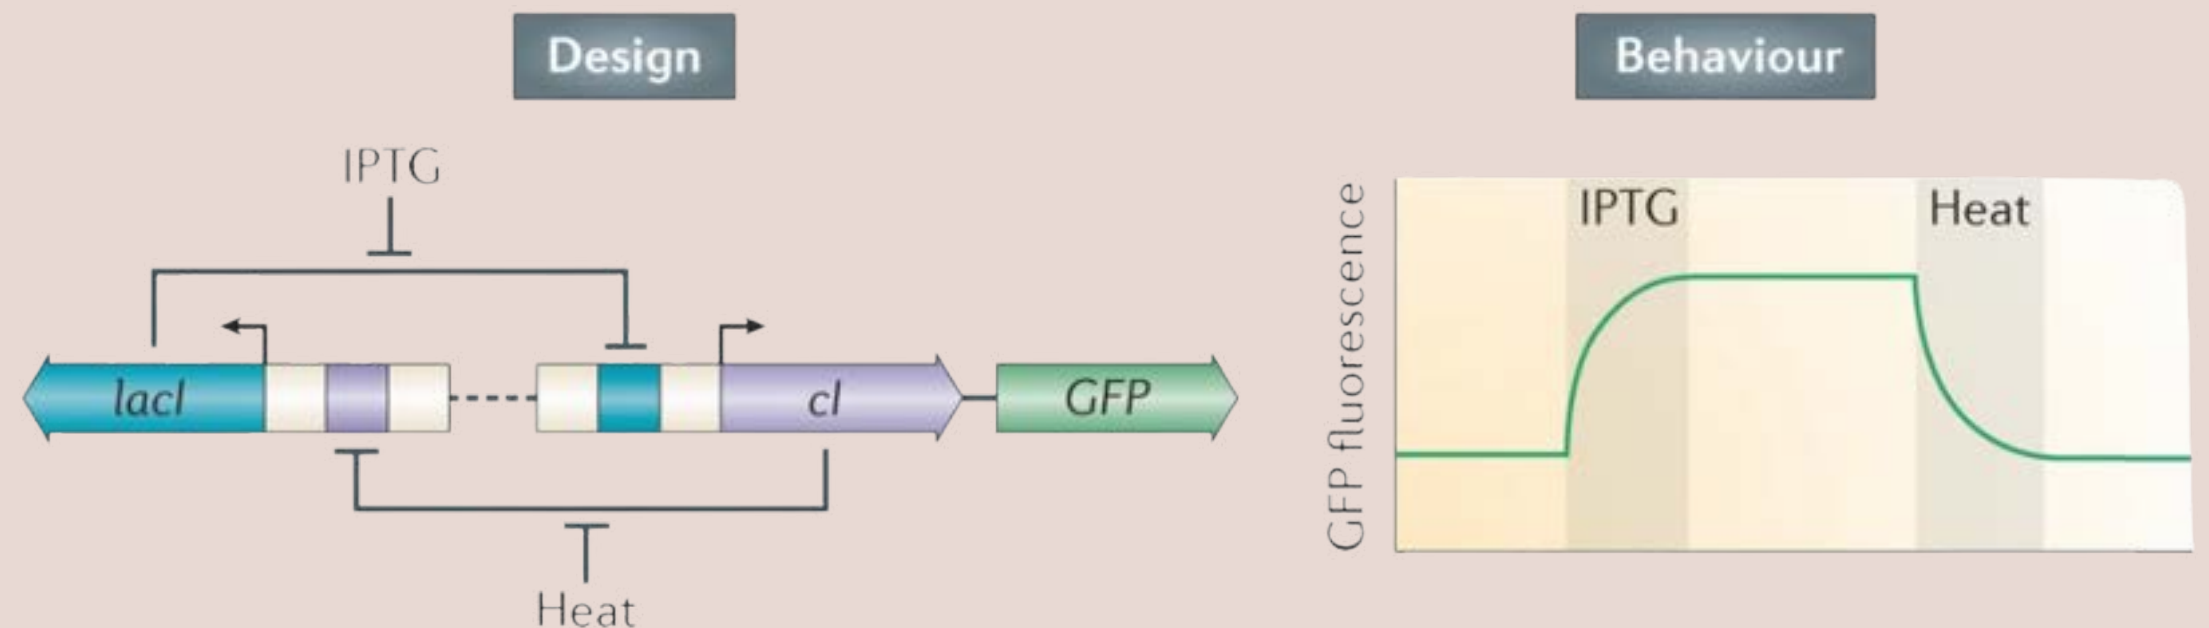 Design
IPTG
lacI
cI
GFP
Heat
Behaviour
GFP fluorescence
IPTG
Heat